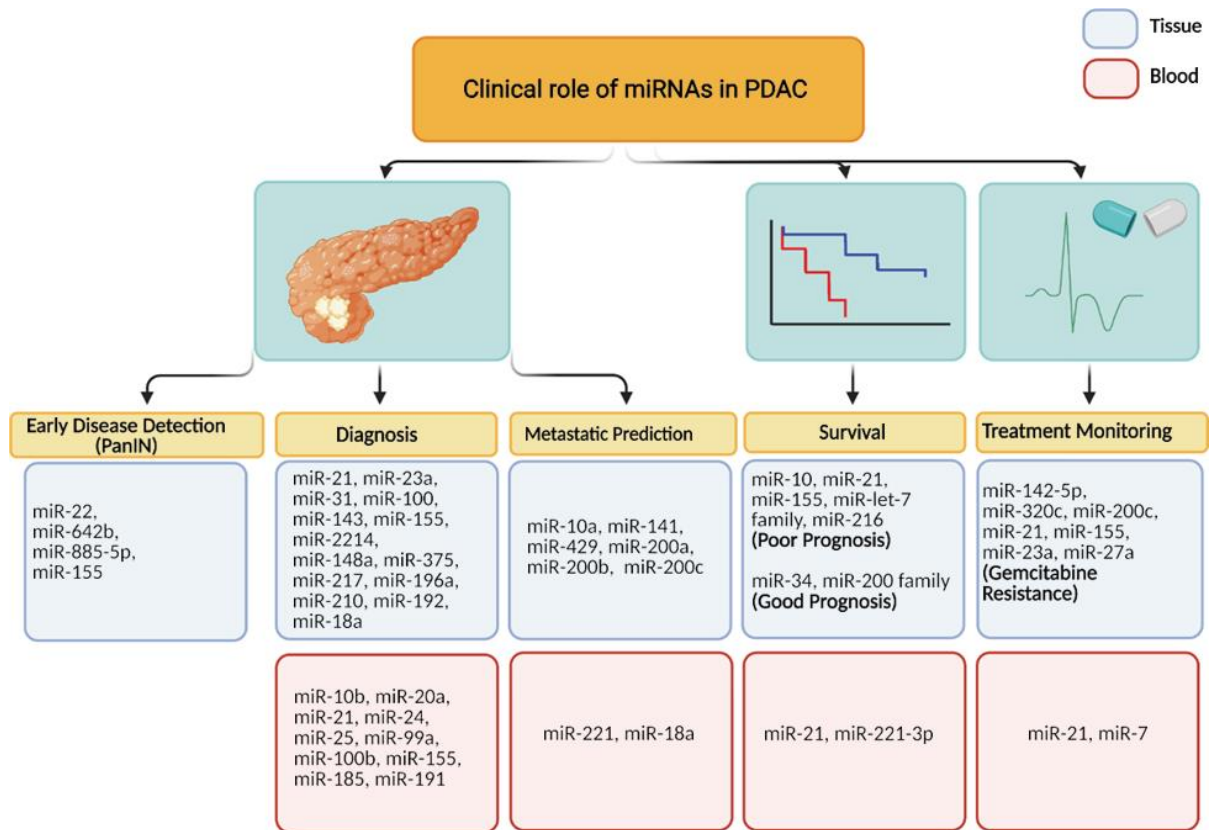 Tissue
Blood
Clinical role of miRNAs in PDAC
Early Disease Detection
(PanIN)
Diagnosis
Metastatic Prediction
Survival
Treatment Monitoring
miR-22,
miR-642b,
miR-885-5p,
miR-155
miR-21, miR-23a,
miR-31, miR-100,
miR-143, miR-155,
miR-2214,
miR-148a, miR-375,
miR-217, miR-196a,
miR-210, miR-192,
miR-18a
miR-10a, miR-141,
miR-429, miR-200a,
miR-200b, miR-200c
miR-10, miR-21,
miR-155, miR-let-7
family, miR-216
(Poor Prognosis)
miR-34, miR-200 family
(Good Prognosis)
miR-142-5p,
miR-320c, miR-200c,
miR-21, miR-155,
miR-23a, miR-27a
(Gemcitabine
Resistance)
miR-10b, miR-20a,
miR-21, miR-24,
miR-25, miR-99a,
miR-100b, miR-155,
miR-185, miR-191
miR-221, miR-18a
miR-21, miR-221-3p
miR-21, miR-7